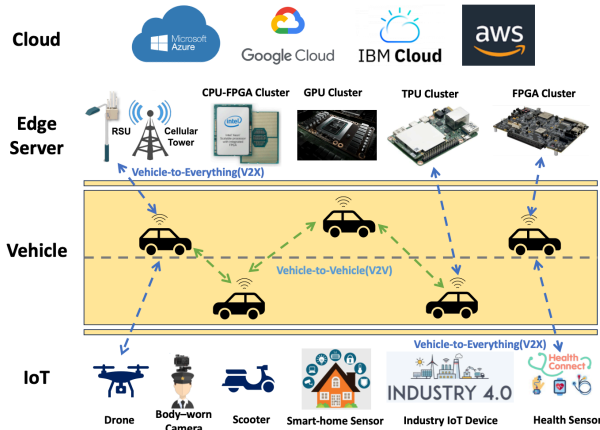 Cloud
Microsoft
Azure
Google Cloud
IBM Cloud
aws
Edge
Server
RSU
Cellular
Tower
CPU-FPGA Cluster
GPU Cluster
TPU Cluster
FPGA Cluster
intel
Vehicle-to-Everything(V2X)
Vehicle
Vehicle-to-Vehicle(V2V)
Vehicle-to-Everything(V2X)
IoT
INDUSTRY 4.0
Health
Connect
Drone
Body–worn
Camera
Scooter
Smart-home Sensor
Industry IoT Device
Health Sensor